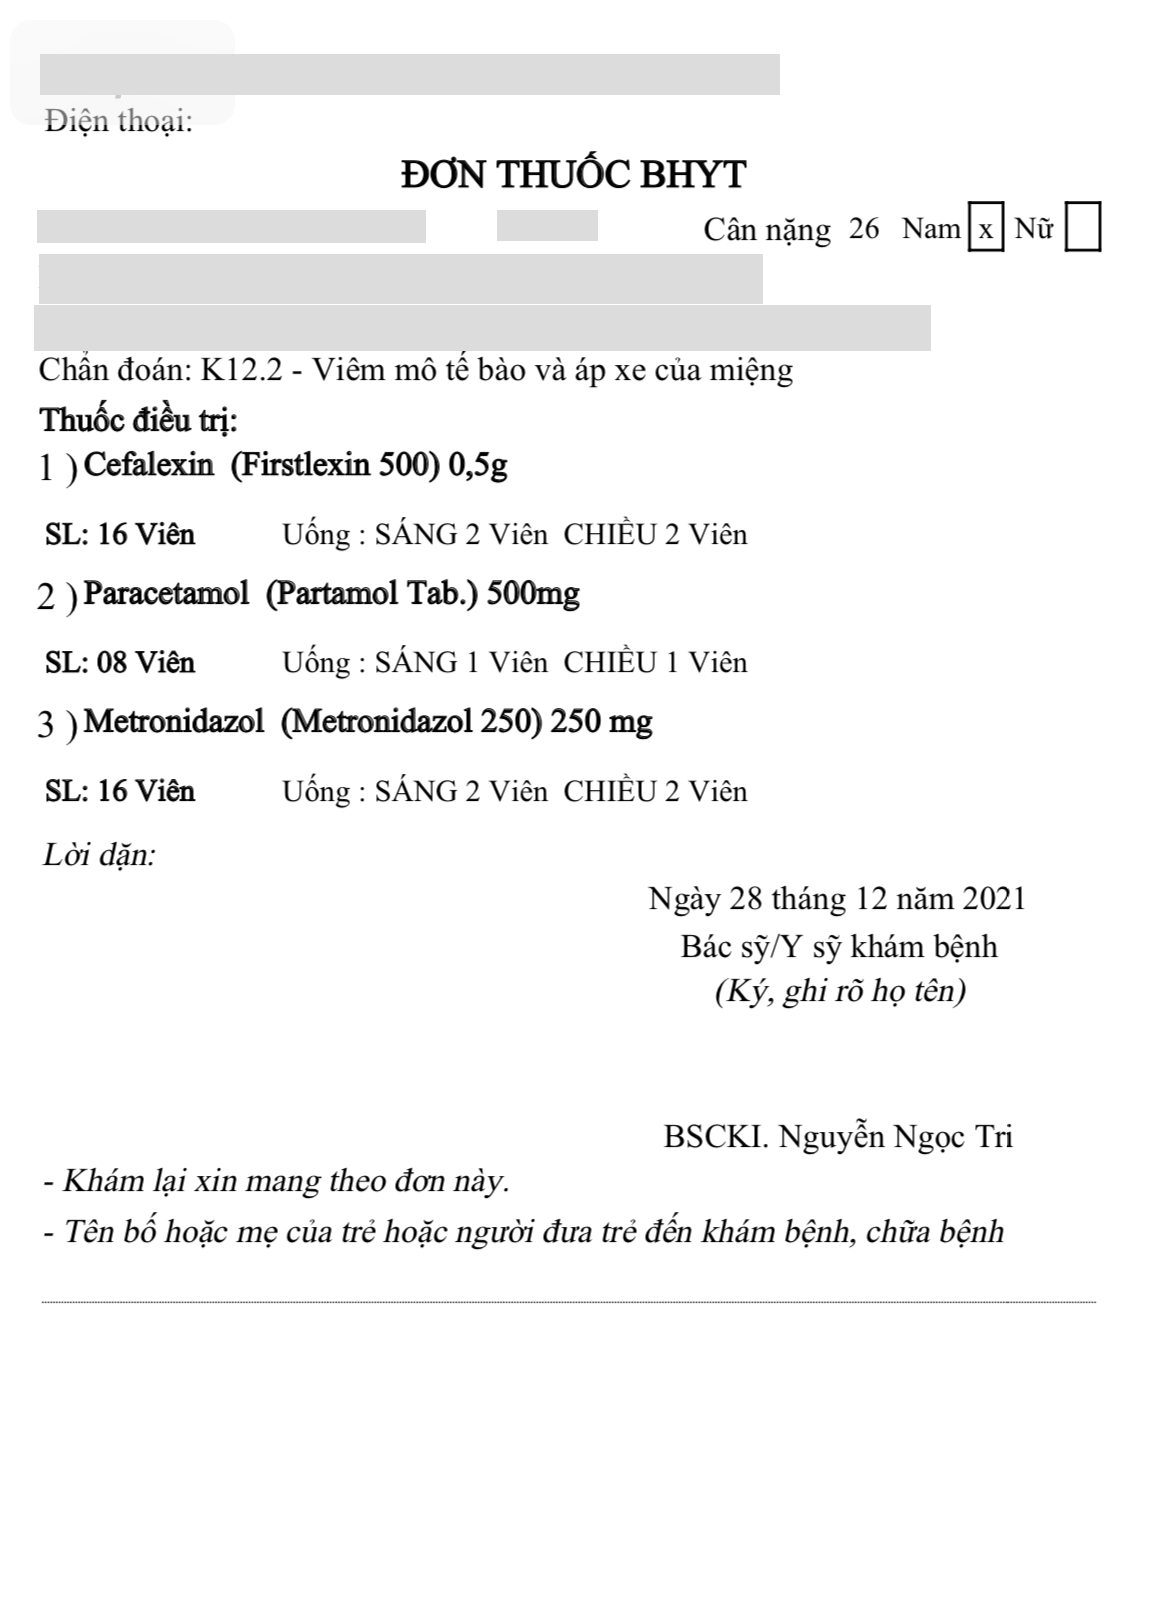 Điện thoại:
ĐƠN THUỐC BHYT
Cân nặng 26 Nam x Nữ
Chẩn đoán: K12.2 - Viêm mô tế bào và áp xe của miệng
Thuốc điều trị:
1 ) Cefalexin (Firstlexin 500) 0,5g
SL: 16 Viên Uống : SÁNG 2 Viên CHIỀU 2 Viên
2 ) Paracetamol (Partamol Tab.) 500mg
SL: 08 Viên Uống : SÁNG 1 Viên CHIỀU 1 Viên
3 ) Metronidazol (Metronidazol 250) 250 mg
SL: 16 Viên Uống : SÁNG 2 Viên CHIỀU 2 Viên
Lời dặn:
Ngày 28 tháng 12 năm 2021
Bác sỹ/Y sỹ khám bệnh
(Ký, ghi rõ họ tên)
BSCKI. Nguyễn Ngọc Tri
- Khám lại xin mang theo đơn này.
- Tên bố hoặc mẹ của trẻ hoặc người đưa trẻ đến khám bệnh, chữa bệnh